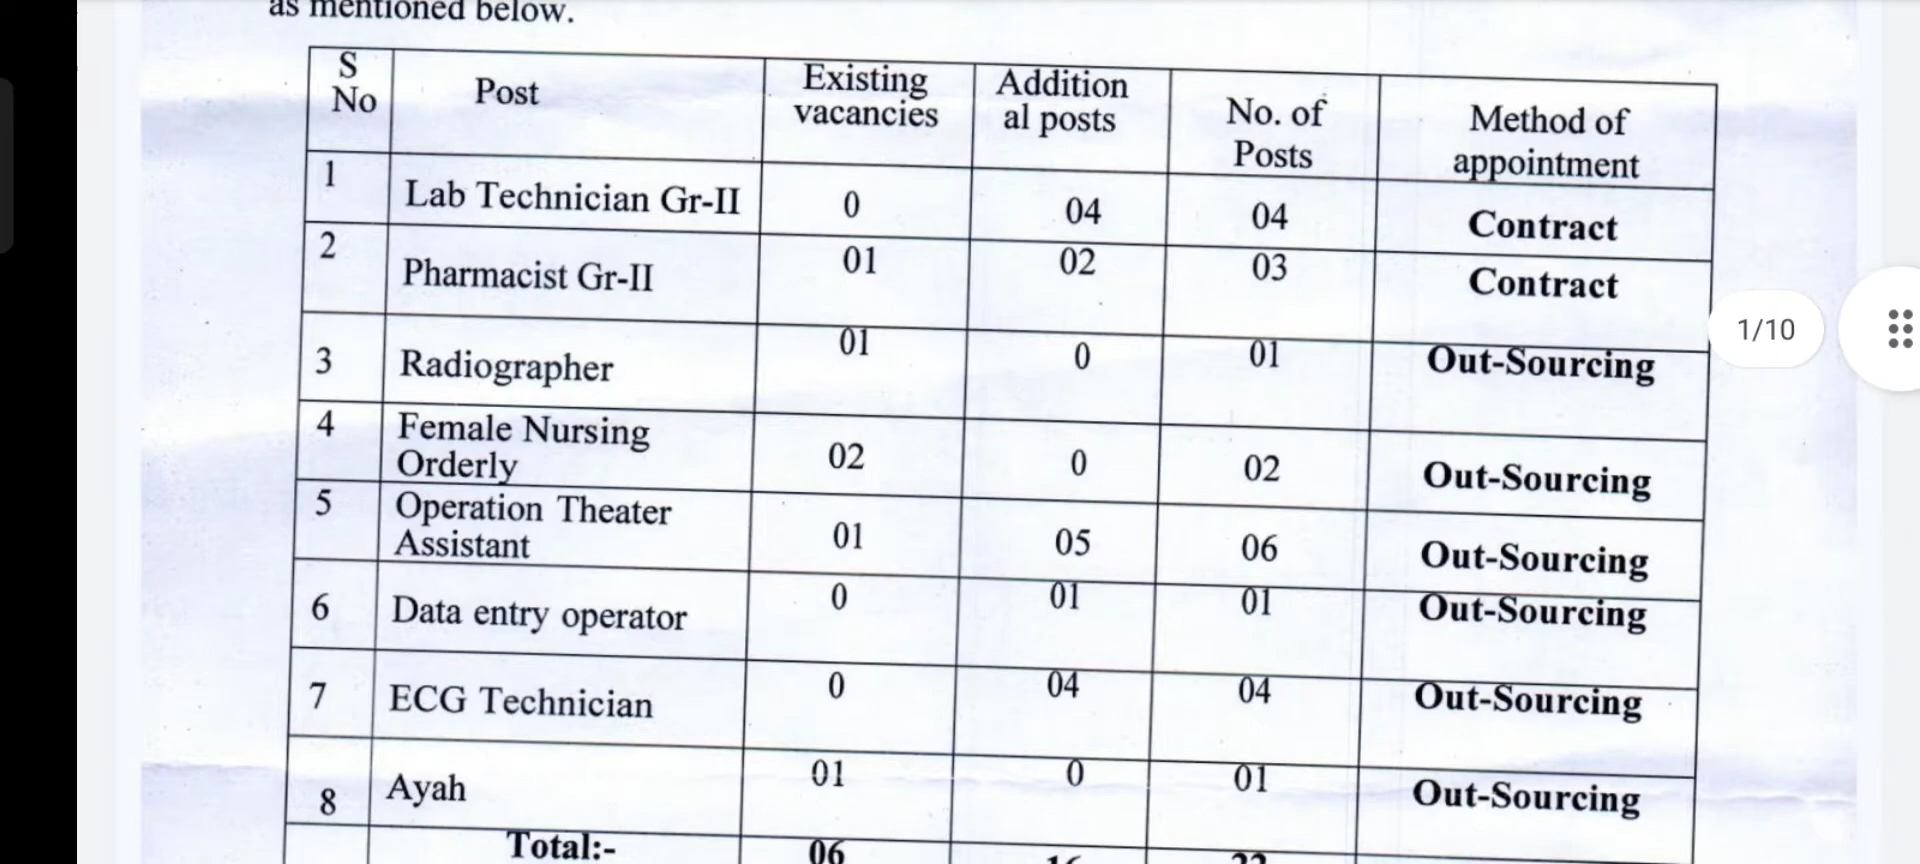 as mentioned below.
S No Post Existing vacancies Addition al posts No. of Posts Method of appointment
1 Lab Technician Gr-II 0 04 04 Contract
2 Pharmacist Gr-II 01 02 03 Contract
3 Radiographer 01 0 01 Out-Sourcing
4 Female Nursing Orderly 02 0 02 Out-Sourcing
5 Operation Theater Assistant 01 05 06 Out-Sourcing
6 Data entry operator 0 01 01 Out-Sourcing
7 ECG Technician 0 04 04 Out-Sourcing
8 Ayah 01 0 01 Out-Sourcing
Total:- 06 16 22
1/10